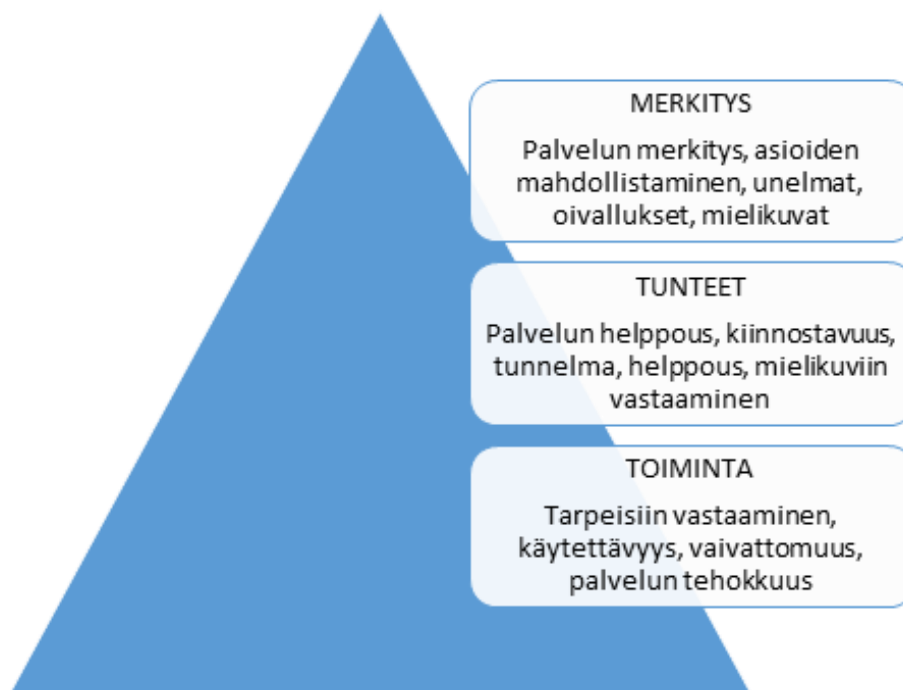 MERKITYS
Palvelun merkitys, asioiden
mahdollistaminen, unelmat,
oivallukset, mielikuvat
TUNTEET
Palvelun helppous, kiinnostavuus,
tunnelma, helppous, mielikuviin
vastaaminen
TOIMINTA
Tarpeisiin vastaaminen,
käytettävyys, vaivattomuus,
palvelun tehokkuus